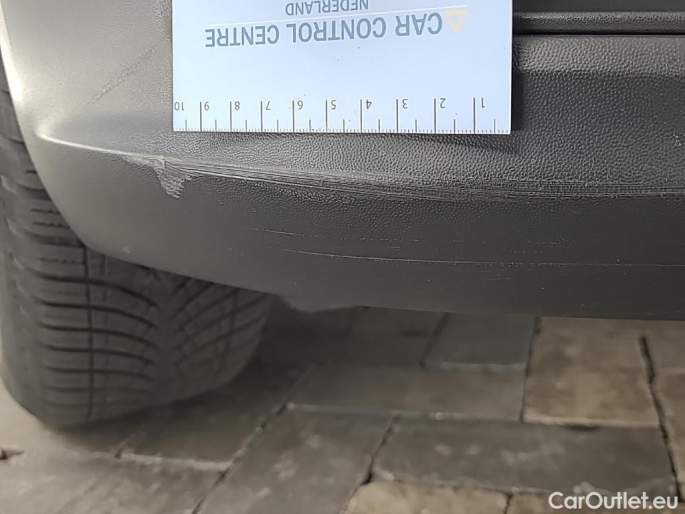 CAR CONTROL CENTRE
NEDERLAND
1 2 3 4 5 6 7 8 9 10
CarOutlet.eu